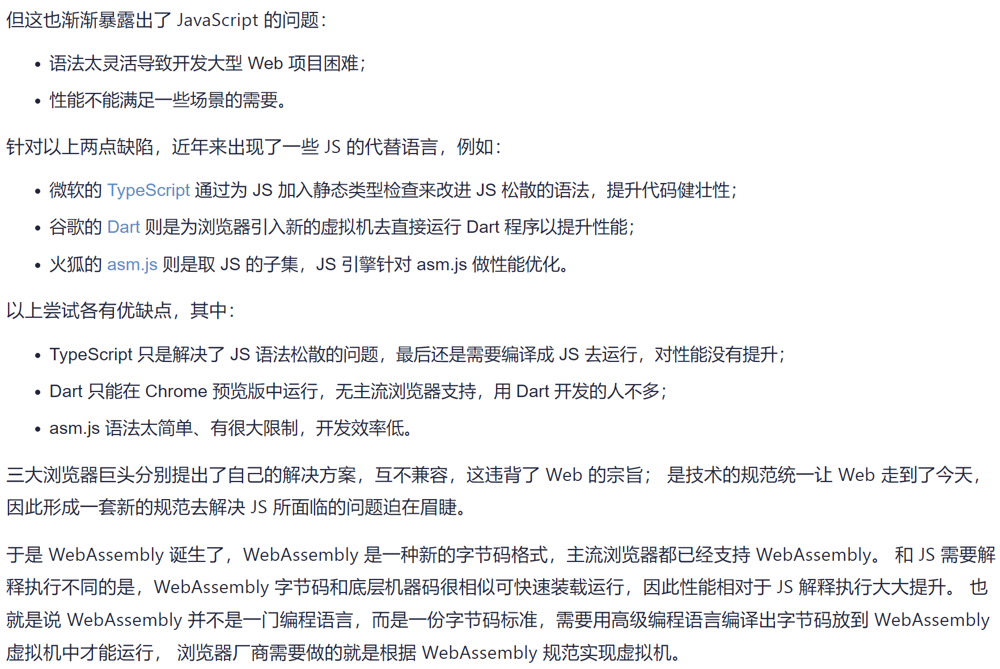 但这也渐渐暴露出了 JavaScript 的问题：
• 语法太灵活导致开发大型 Web 项目困难；
• 性能不能满足一些场景的需要。
针对以上两点缺陷，近年来出现了一些 JS 的代替语言，例如：
• 微软的 TypeScript 通过为 JS 加入静态类型检查来改进 JS 松散的语法，提升代码健壮性；
• 谷歌的 Dart 则是为浏览器引入新的虚拟机去直接运行 Dart 程序以提升性能；
• 火狐的 asm.js 则是取 JS 的子集，JS 引擎针对 asm.js 做性能优化。
以上尝试各有优缺点，其中：
• TypeScript 只是解决了 JS 语法松散的问题，最后还是需要编译成 JS 去运行，对性能没有提升；
• Dart 只能在 Chrome 预览版中运行，无主流浏览器支持，用 Dart 开发的人不多；
• asm.js 语法太简单、有很大限制，开发效率低。
三大浏览器巨头分别提出了自己的解决方案，互不兼容，这违背了 Web 的宗旨； 是技术的规范统一让 Web 走到了今天，
因此形成一套新的规范去解决 JS 所面临的问题迫在眉睫。
于是 WebAssembly 诞生了，WebAssembly 是一种新的字节码格式，主流浏览器都已经支持 WebAssembly。 和 JS 需要解
释执行不同的是，WebAssembly 字节码和底层机器码很相似可快速装载运行，因此性能相对于 JS 解释执行大大提升。 也
就是说 WebAssembly 并不是一门编程语言，而是一份字节码标准，需要用高级编程语言编译出字节码放到 WebAssembly
虚拟机中才能运行， 浏览器厂商需要做的就是根据 WebAssembly 规范实现虚拟机。